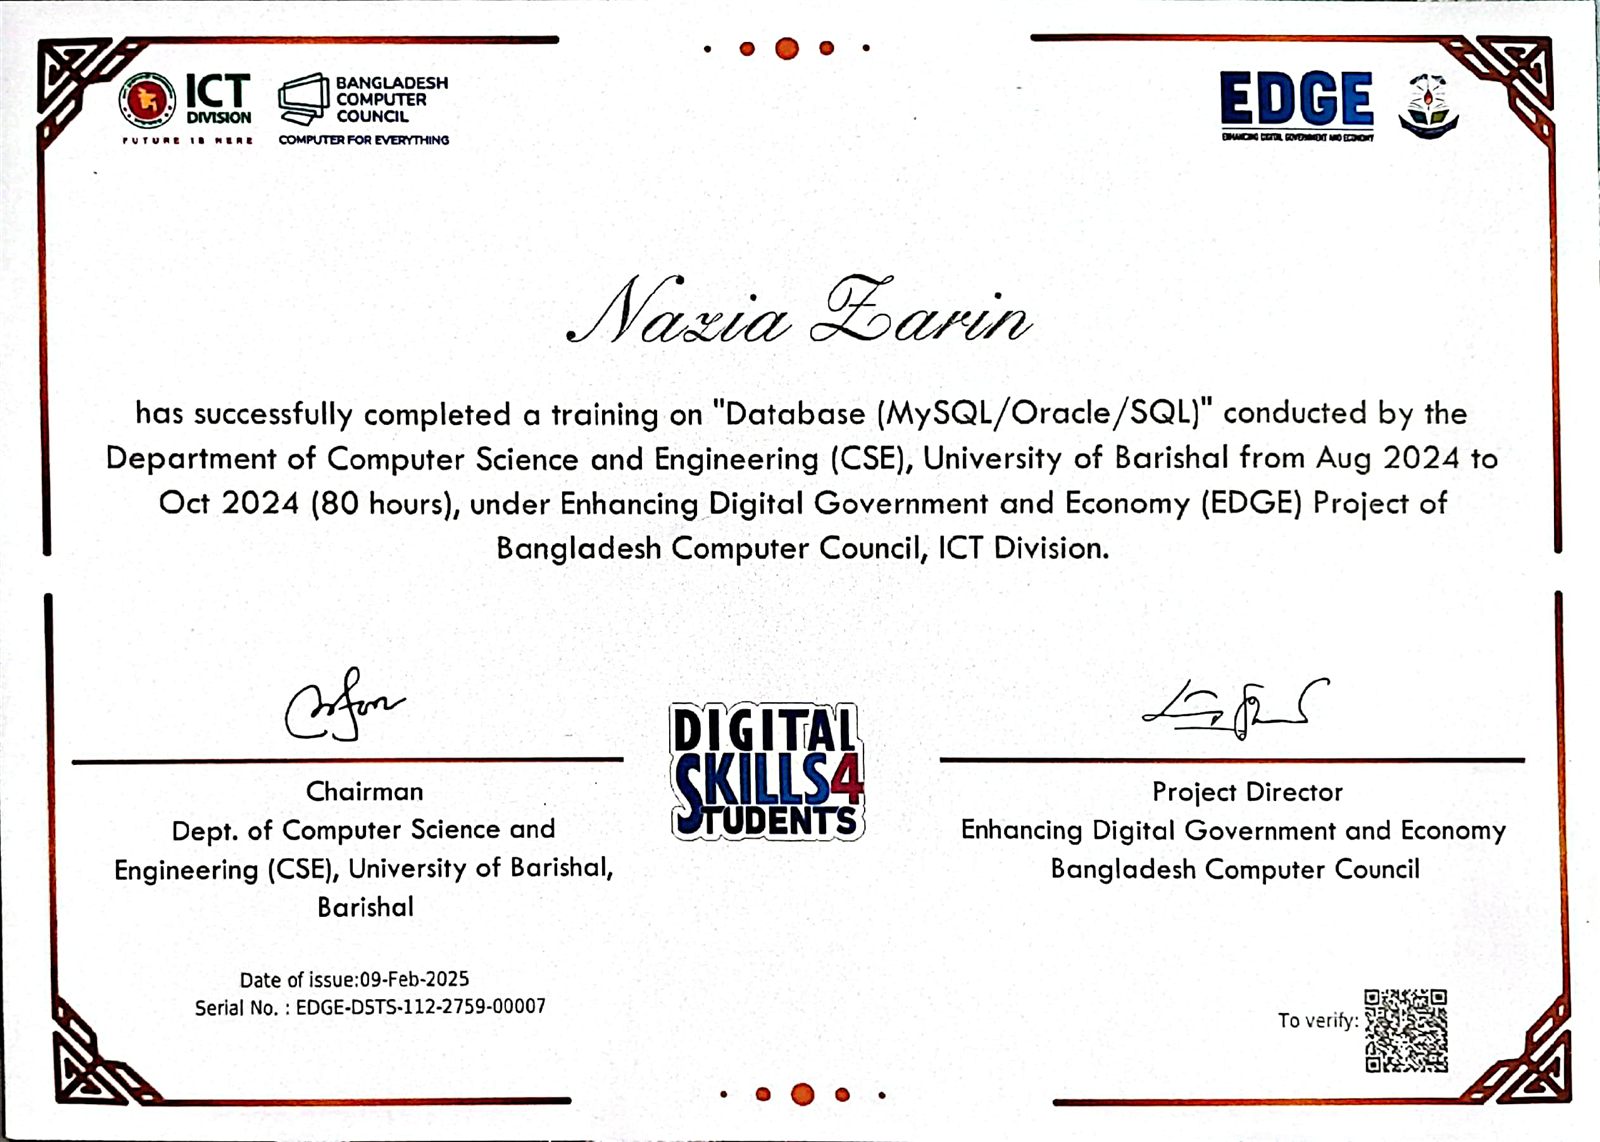 ICT
DIVISION
FUTURE IS HERE
BANGLADESH
COMPUTER
COUNCIL
COMPUTER FOR EVERYTHING
EDGE
ENHANCING DIGITAL GOVERNMENT AND ECONOMY
Nazia Zarin
has successfully completed a training on "Database (MySQL/Oracle/SQL)" conducted by the
Department of Computer Science and Engineering (CSE), University of Barishal from Aug 2024 to
Oct 2024 (80 hours), under Enhancing Digital Government and Economy (EDGE) Project of
Bangladesh Computer Council, ICT Division.
Chairman
Dept. of Computer Science and
Engineering (CSE), University of Barishal,
Barishal
DIGITAL
SKILLS4
STUDENTS
Project Director
Enhancing Digital Government and Economy
Bangladesh Computer Council
Date of issue:09-Feb-2025
Serial No. : EDGE-DSTS-112-2759-00007
To verify: